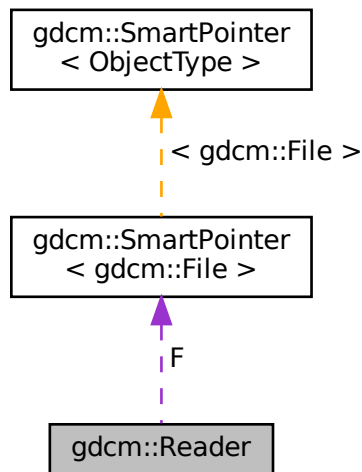 gdcm::SmartPointer
< ObjectType >
< gdcm::File >
gdcm::SmartPointer
< gdcm::File >
F
gdcm::Reader